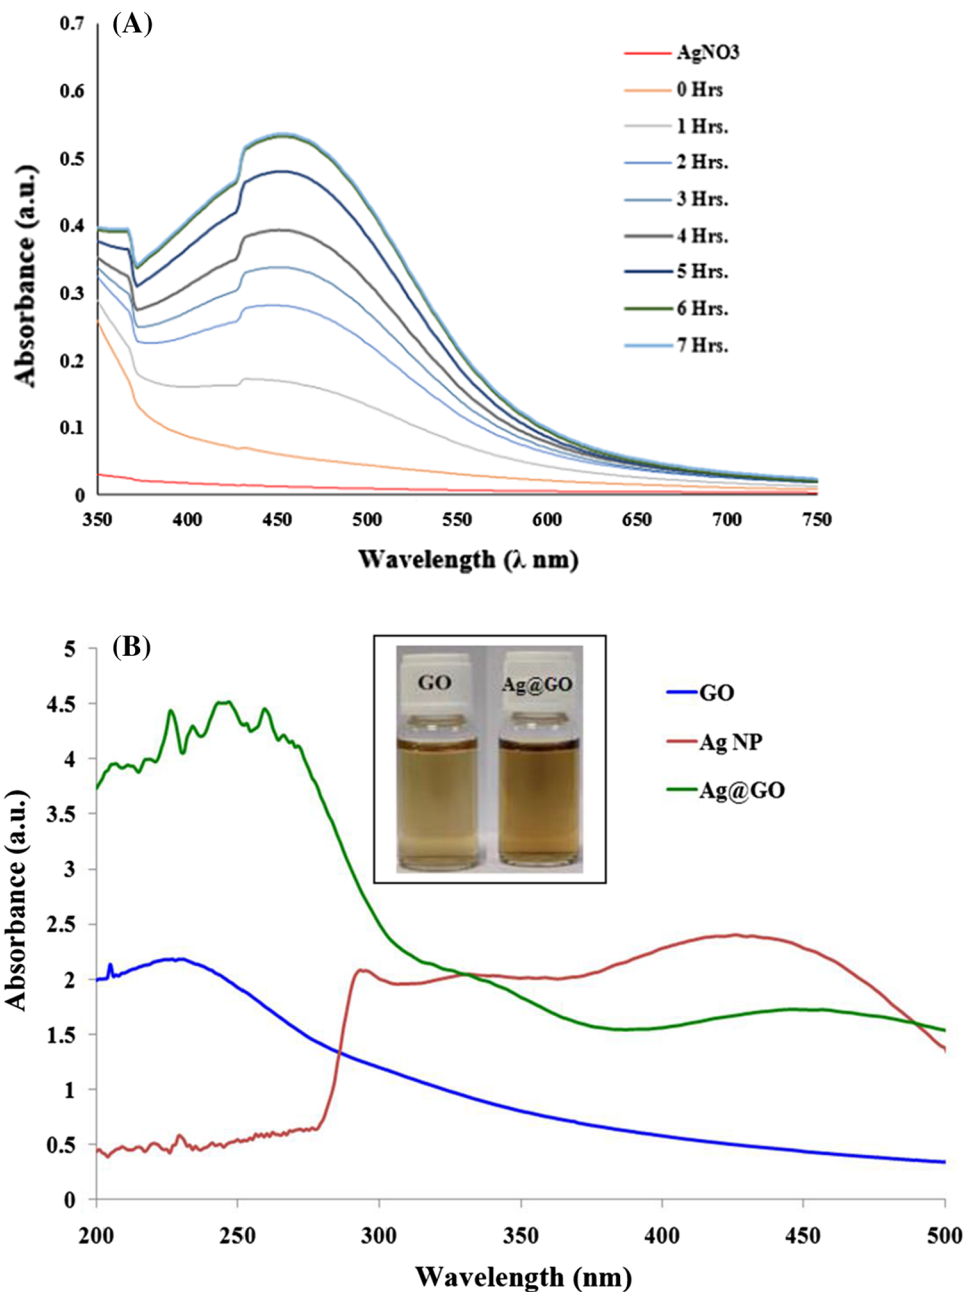 (A)
0.7
0.6
0.5
0.4
0.3
0.2
0.1
0
Absorbance (a.u.)
350 400 450 500 550 600 650 700 750
Wavelength (λ nm)
AgNO3
0 Hrs
1 Hrs.
2 Hrs.
3 Hrs.
4 Hrs.
5 Hrs.
6 Hrs.
7 Hrs.
(B)
5
4.5
4
3.5
3
2.5
2
1.5
1
0.5
0
Absorbance (a.u.)
200 250 300 350 400 450 500
Wavelength (nm)
GO Ag@GO
GO
Ag NP
Ag@GO